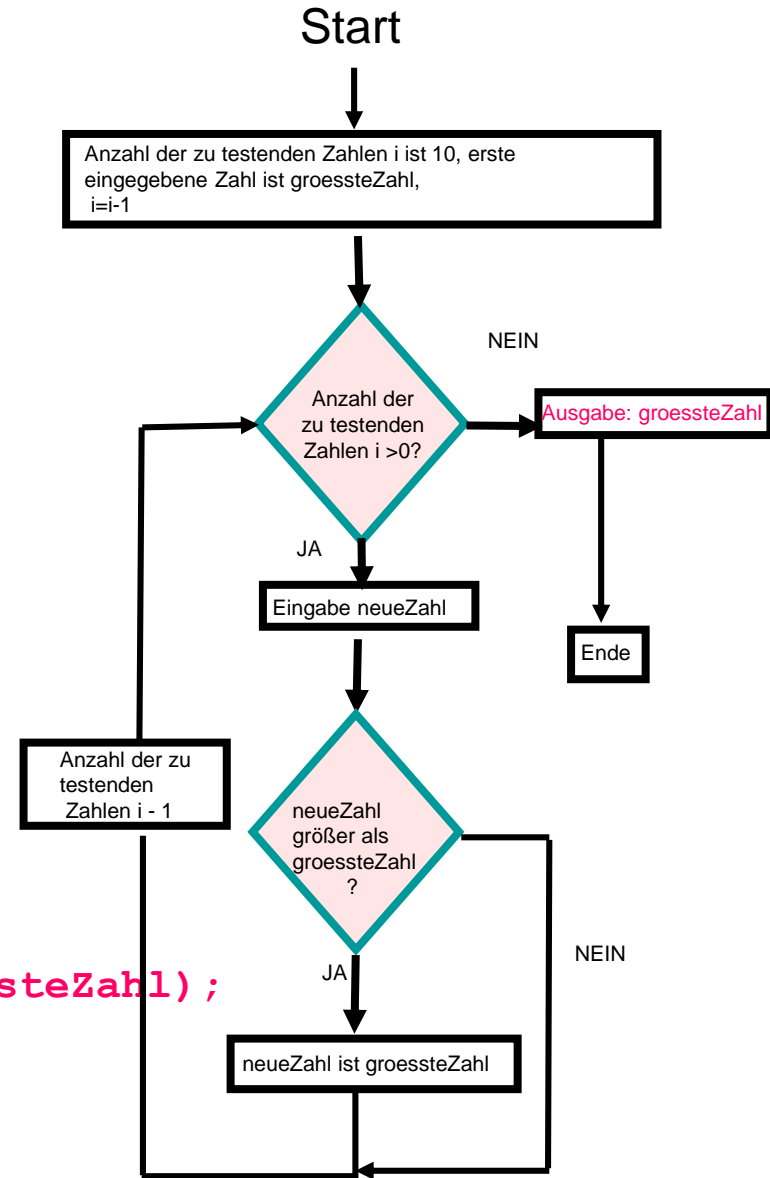 Start
Anzahl der zu testenden Zahlen i ist 10, erste
eingegebene Zahl ist groessteZahl,
i=i-1
NEIN
Anzahl der
zu testenden
Zahlen i >0?
Ausgabe: groessteZahl
JA
Eingabe neueZahl
Ende
Anzahl der zu
testenden
Zahlen i - 1
neueZahl
größer als
groessteZahl
?
NEIN
JA
steZahl);
neueZahl ist groessteZahl